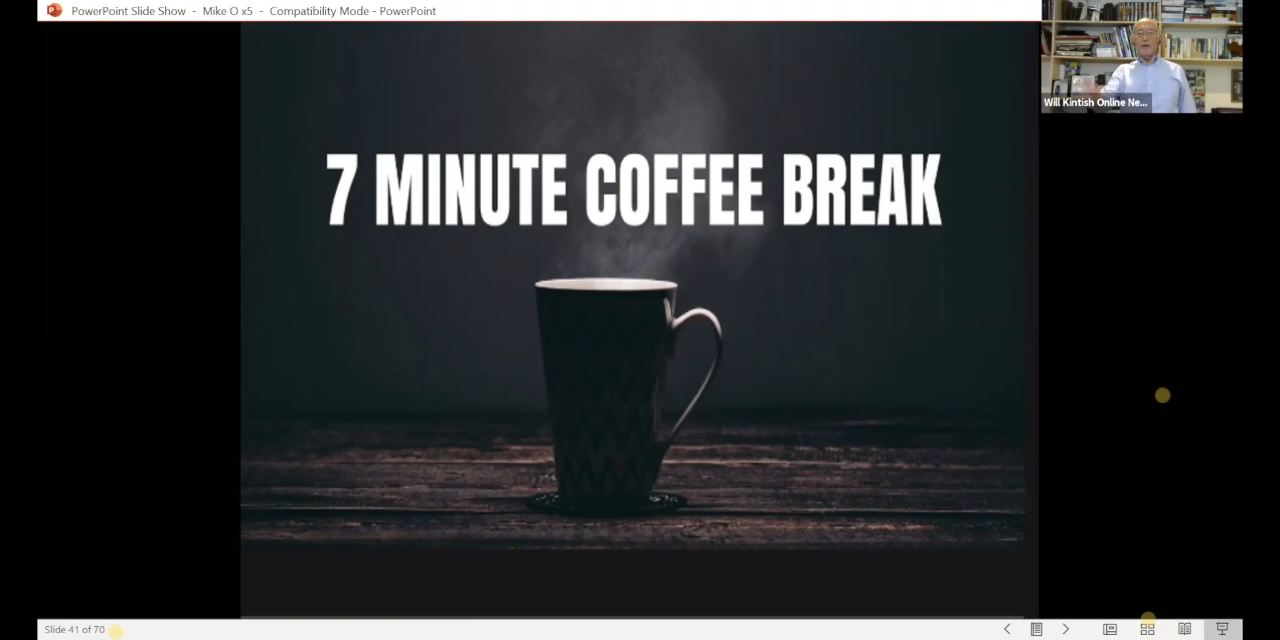 PowerPoint Slide Show - Mike O x5 - Compatibility Mode - PowerPoint
Will Kintish Online Ne...
7 MINUTE COFFEE BREAK
Slide 41 of 70